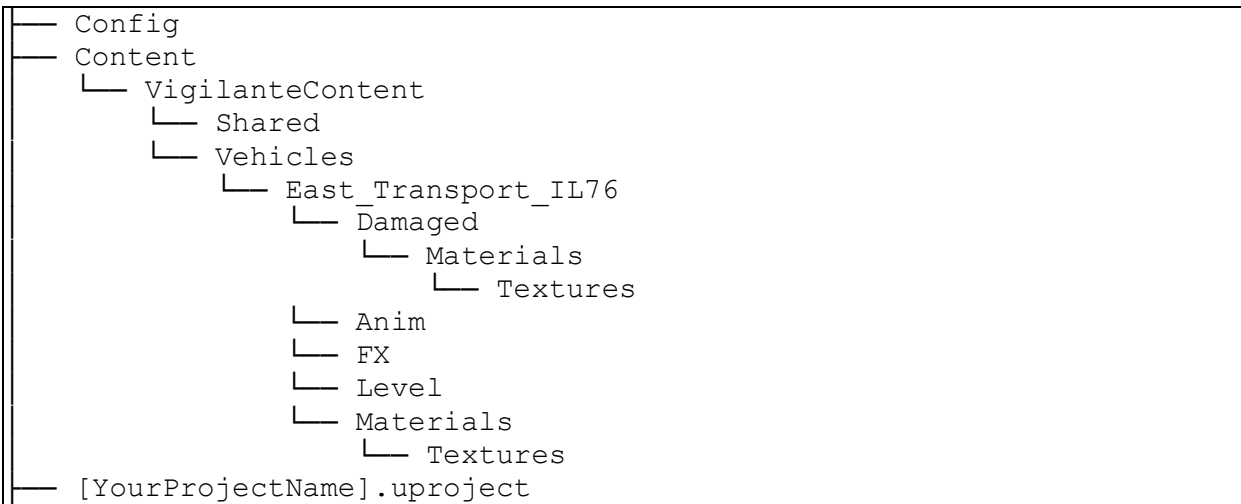 ├── Config
├── Content
    └── VigilanteContent
        └── Shared
        └── Vehicles
            └── East_Transport_IL76
                └── Damaged
                    └── Materials
                        └── Textures
                └── Anim
                └── FX
                └── Level
                └── Materials
                    └── Textures
├── [YourProjectName].uproject